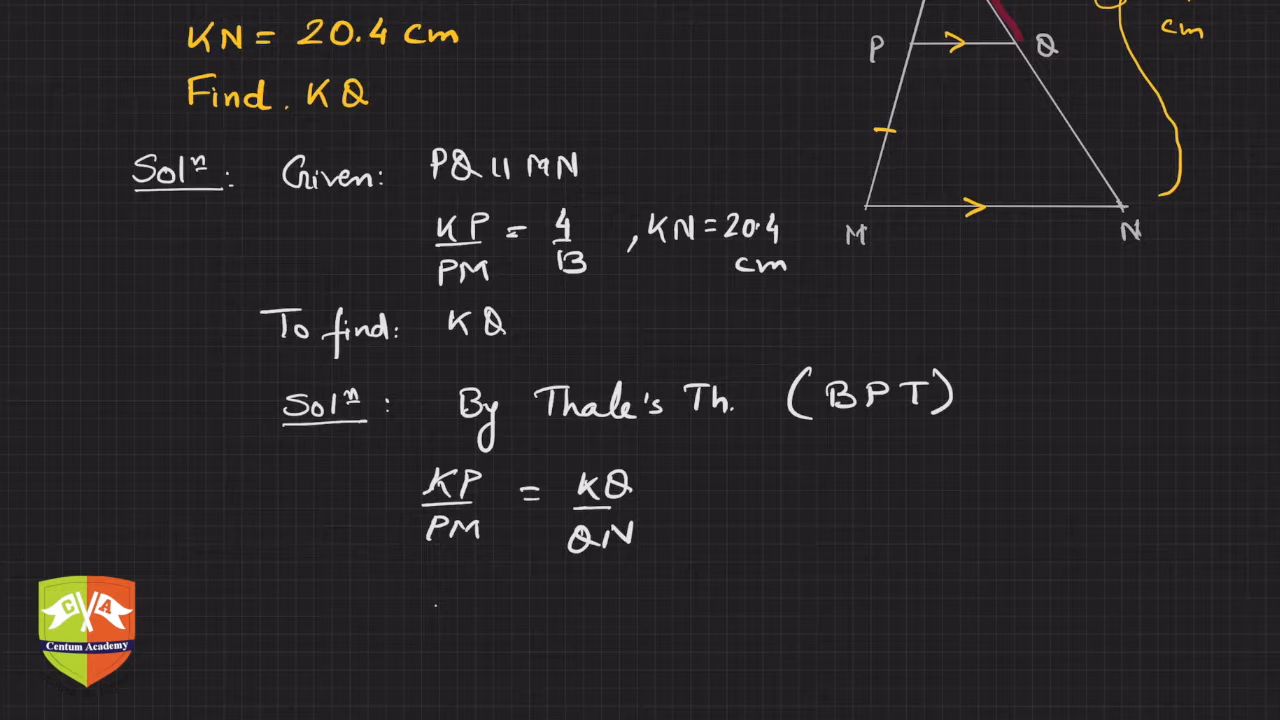 KN = 20.4 cm
Find. KQ
cm
P
Q
Solⁿ: Given: PQ || MN
KP/PM = 4/13, KN = 20.4 cm
M
N
To find: KQ
Solⁿ: By Thale's Th. (BPT)
KP/PM = KQ/QN
C A
Centum Academy